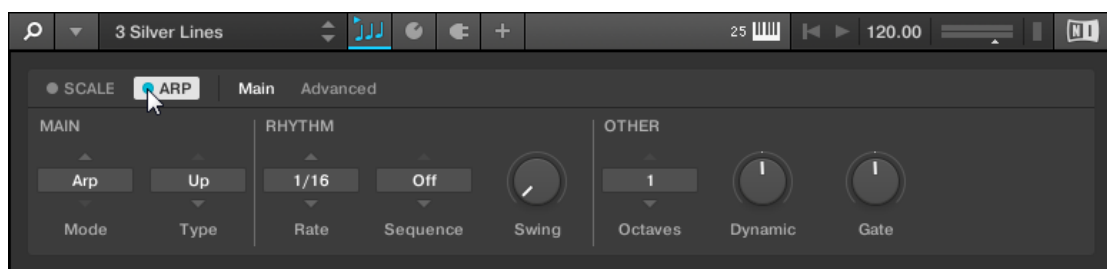 3 Silver Lines + 25 120.00 NI
SCALE ARP Main Advanced
MAIN RHYTHM OTHER
Arp Up 1/16 Off 1
Mode Type Rate Sequence Swing Octaves Dynamic Gate